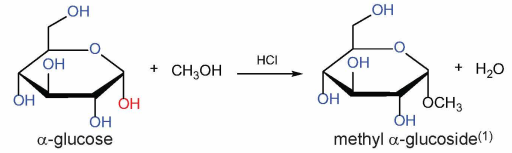 OH
O
OH
OH
OH
OH
α-glucose
+ CH₃OH
HCl
OH
O
OH
OH
OCH₃
OH
methyl α-glucoside⁽¹⁾
+ H₂O